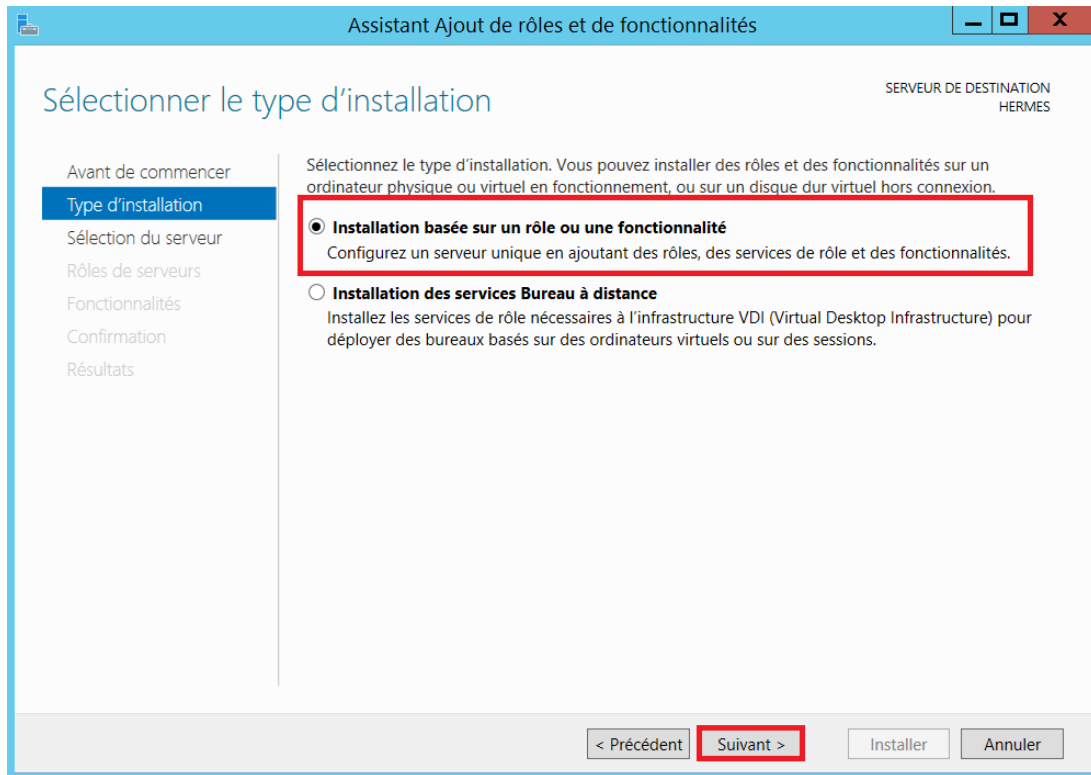 Assistant Ajout de rôles et de fonctionnalités
Sélectionner le type d'installation
SERVEUR DE DESTINATION
HERMES
Avant de commencer
Type d'installation
Sélection du serveur
Rôles de serveurs
Fonctionnalités
Confirmation
Résultats
Sélectionnez le type d'installation. Vous pouvez installer des rôles et des fonctionnalités sur un
ordinateur physique ou virtuel en fonctionnement, ou sur un disque dur virtuel hors connexion.
Installation basée sur un rôle ou une fonctionnalité
Configurez un serveur unique en ajoutant des rôles, des services de rôle et des fonctionnalités.
Installation des services Bureau à distance
Installez les services de rôle nécessaires à l'infrastructure VDI (Virtual Desktop Infrastructure) pour
déployer des bureaux basés sur des ordinateurs virtuels ou sur des sessions.
< Précédent
Suivant >
Installer
Annuler